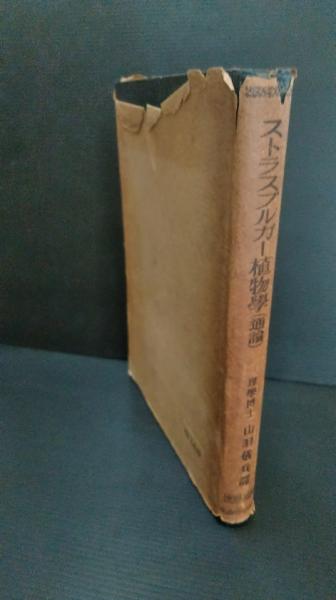 ストラスブルガー植物學(通論)
理學博士 山羽儀兵譯